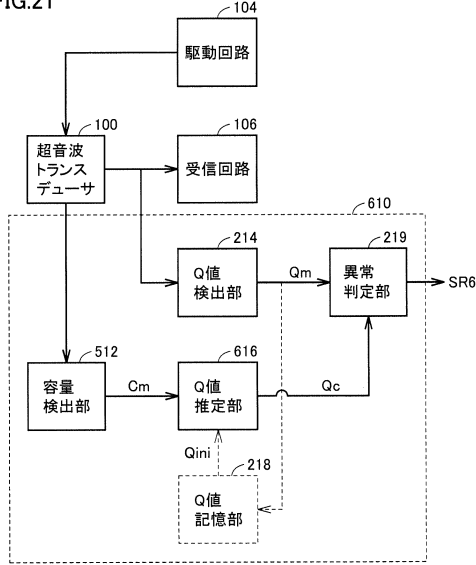 FIG.21
104
駆動回路
100
超音波
トランス
デューサ
106
受信回路
610
214
Q値
検出部
Qm
219
異常
判定部
SR6
512
容量
検出部
Cm
616
Q値
推定部
Qc
Qini
218
Q値
記憶部